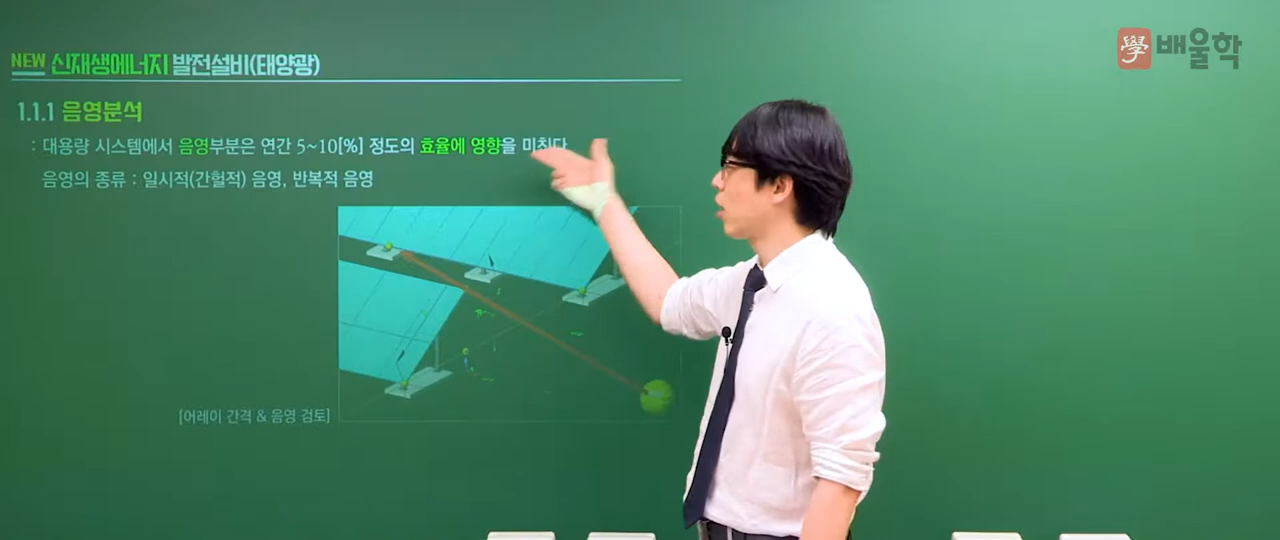 NEW 신재생에너지 발전설비(태양광)
學 배울학
1.1.1 음영분석
: 대용량 시스템에서 음영부분은 연간 5~10[%] 정도의 효율에 영향을 미친다
음영의 종류 : 일시적(간헐적) 음영, 반복적 음영
[어레이 간격 & 음영 검토]